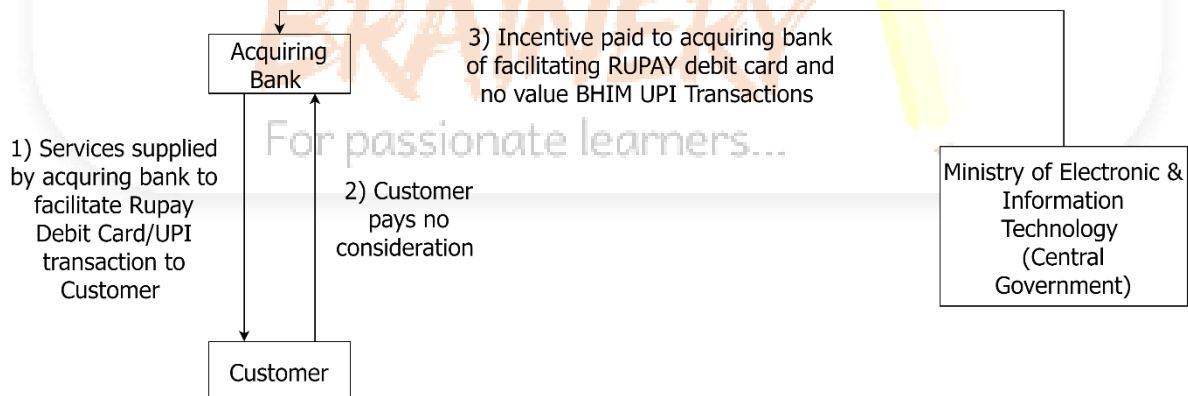 BRAINERY
For passionate learners...
Acquiring
Bank
3) Incentive paid to acquiring bank
of facilitating RUPAY debit card and
no value BHIM UPI Transactions
1) Services supplied
by acquiring bank to
facilitate Rupay
Debit Card/UPI
transaction to
Customer
2) Customer
pays no
consideration
Ministry of Electronic &
Information
Technology
(Central
Government)
Customer